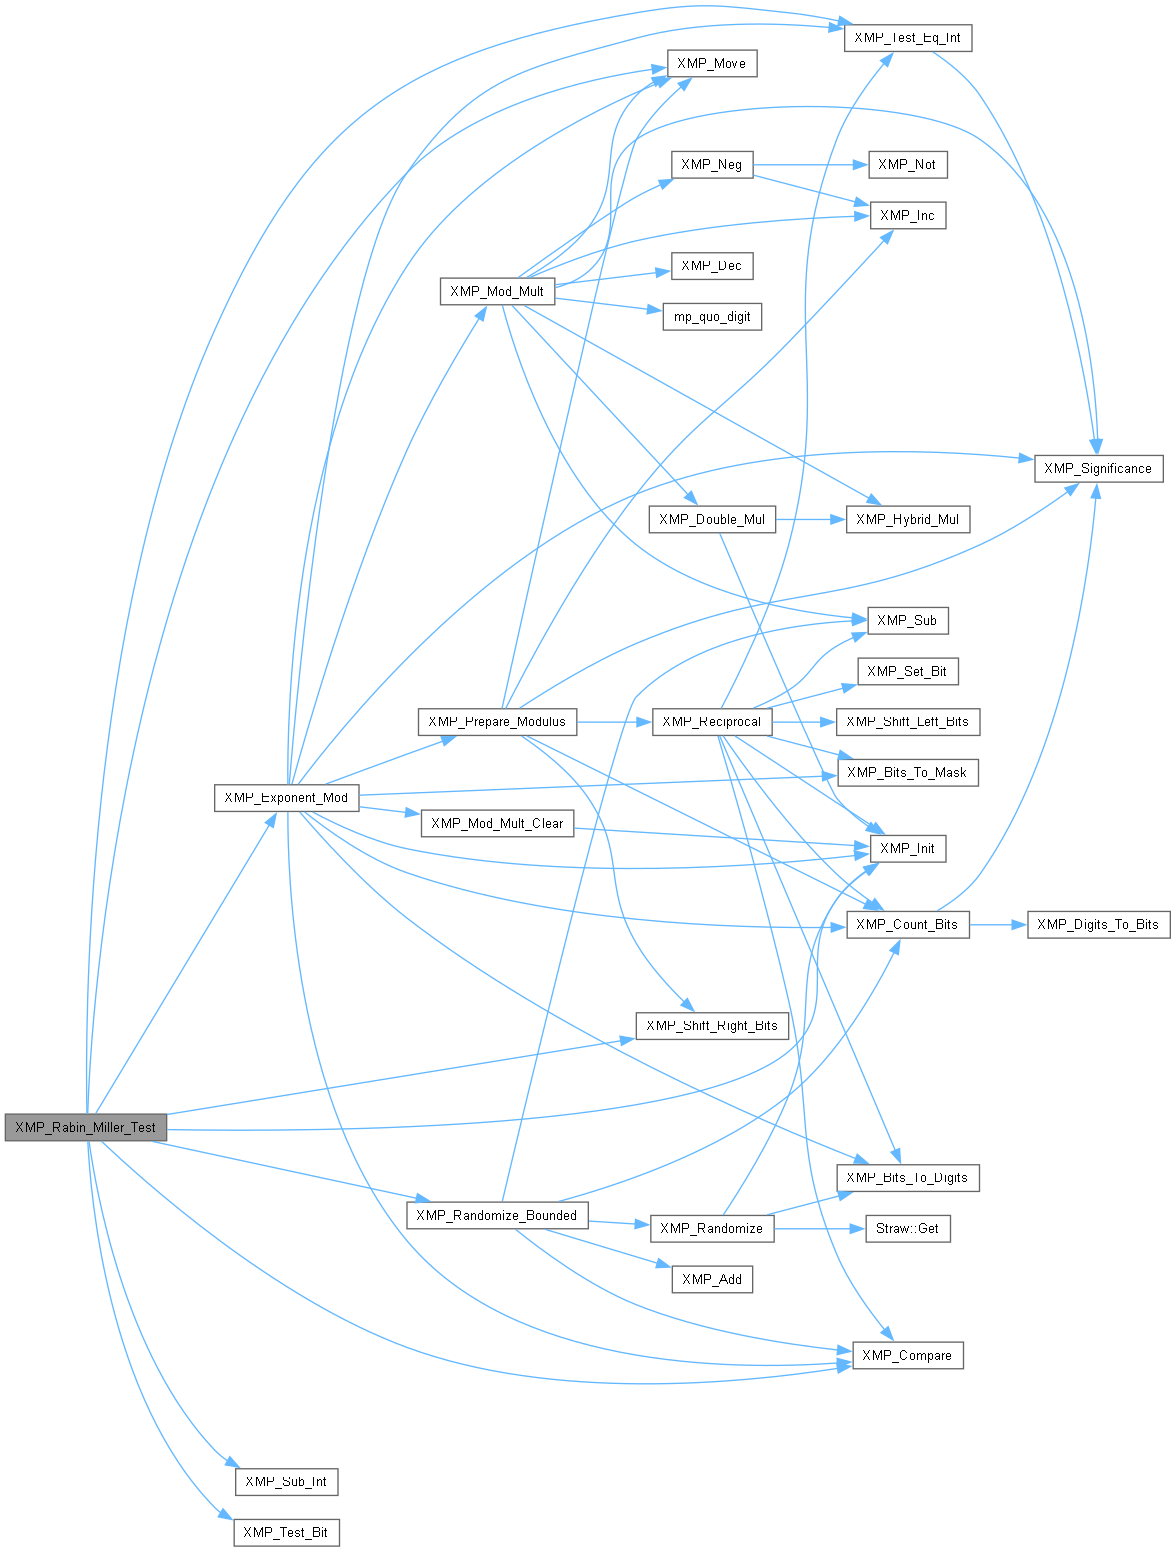 XMP_Test_Eq_Int
XMP_Move
XMP_Neg
XMP_Not
XMP_Inc
XMP_Dec
XMP_Mod_Mult
mp_quo_digit
XMP_Significance
XMP_Double_Mul
XMP_Hybrid_Mul
XMP_Sub
XMP_Set_Bit
XMP_Prepare_Modulus
XMP_Reciprocal
XMP_Shift_Left_Bits
XMP_Bits_To_Mask
XMP_Exponent_Mod
XMP_Mod_Mult_Clear
XMP_Init
XMP_Count_Bits
XMP_Digits_To_Bits
XMP_Shift_Right_Bits
XMP_Rabin_Miller_Test
XMP_Bits_To_Digits
XMP_Randomize_Bounded
XMP_Randomize
Straw::Get
XMP_Add
XMP_Compare
XMP_Sub_Int
XMP_Test_Bit